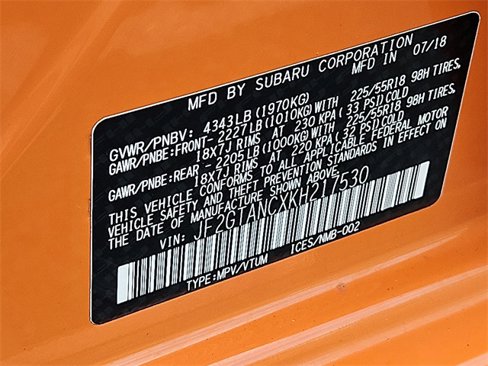 MFD BY SUBARU CORPORATION
MFD IN 07/18
GVWR/PNBV: 4343LB(1970KG)
GAWR/PNBE:FRONT- 2227LB(1010KG)WITH 225/55R18 98H TIRES,
18X7J RIMS AT 230 KPA(33 PSI)COLD
GAWR/PNBE:REAR - 2205LB(1000KG)WITH 225/55R18 98H TIRES,
18X7J RIMS AT 220 KPA(32 PSI)COLD
THIS VEHICLE CONFORMS TO ALL APPLICABLE FEDERAL MOTOR
VEHICLE SAFETY AND THEFT PREVENTION STANDARDS IN EFFECT ON
THIS DATE OF MANUFACTURE SHOWN ABOVE.
VIN: JF2GTANCXKH217530
TYPE:MPV/VTUM ICES/NMB-002